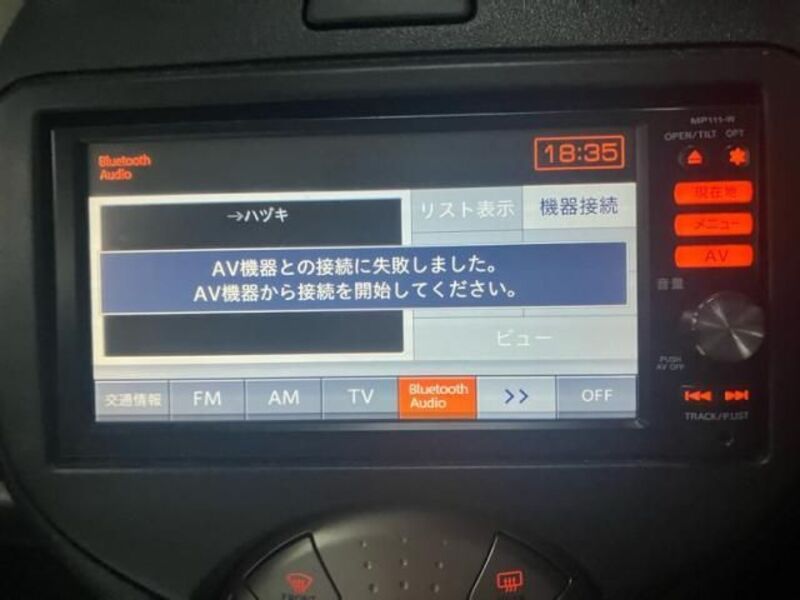 MP111-W
OPEN/TILT OPT
Bluetooth
Audio
18:35
現在地
→ハヅキ
リスト表示
機器接続
メニュー
AV機器との接続に失敗しました。
AV機器から接続を開始してください。
AV
音量
ビュー
PUSH
AV OFF
交通情報
FM
AM
TV
Bluetooth
Audio
>>
OFF
TRACK/P.LIST
FRONT